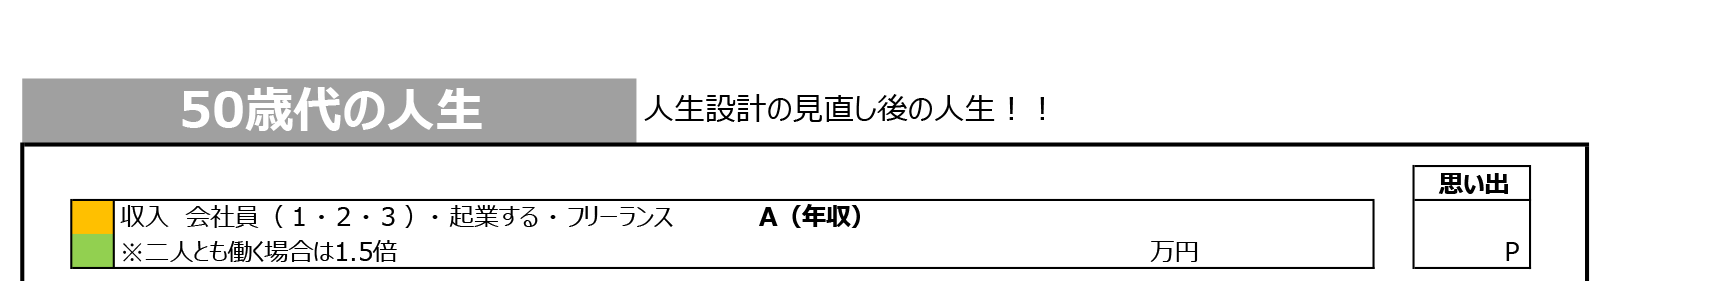 50歳代の人生 人生設計の見直し後の人生！！
思い出
収入 会社員（１・２・３）・起業する・フリーランス A（年収）
※二人とも働く場合は1.5倍 万円 P